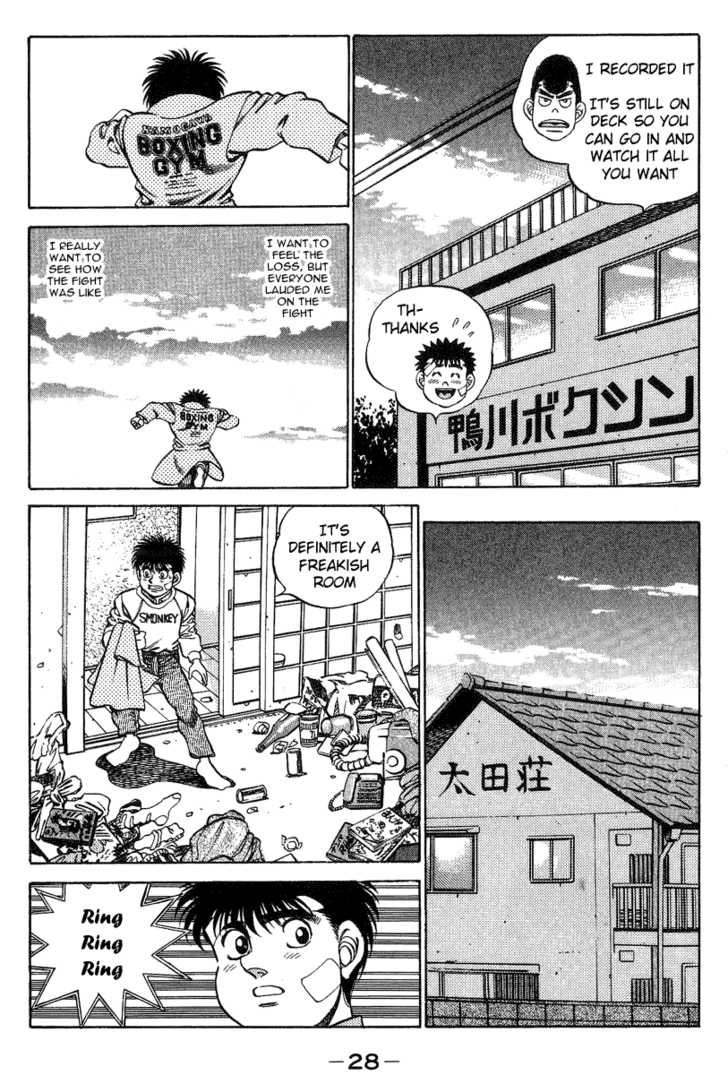 I RECORDED IT
IT'S STILL ON
DECK SO YOU
CAN GO IN AND
WATCH IT ALL
YOU WANT
TH-
THANKS
鴨川ボクシン
KAMOGAWA
BOXING
GYM
I WANT TO
FEEL THE
LOSS, BUT
EVERYONE
LAUDED ME
ON THE
FIGHT
I REALLY
WANT TO
SEE HOW
THE FIGHT
WAS LIKE
BOXING
GYM
太田荘
IT'S
DEFINITELY A
FREAKISH
ROOM
SMONKEY
Ring
Ring
Ring
-28-